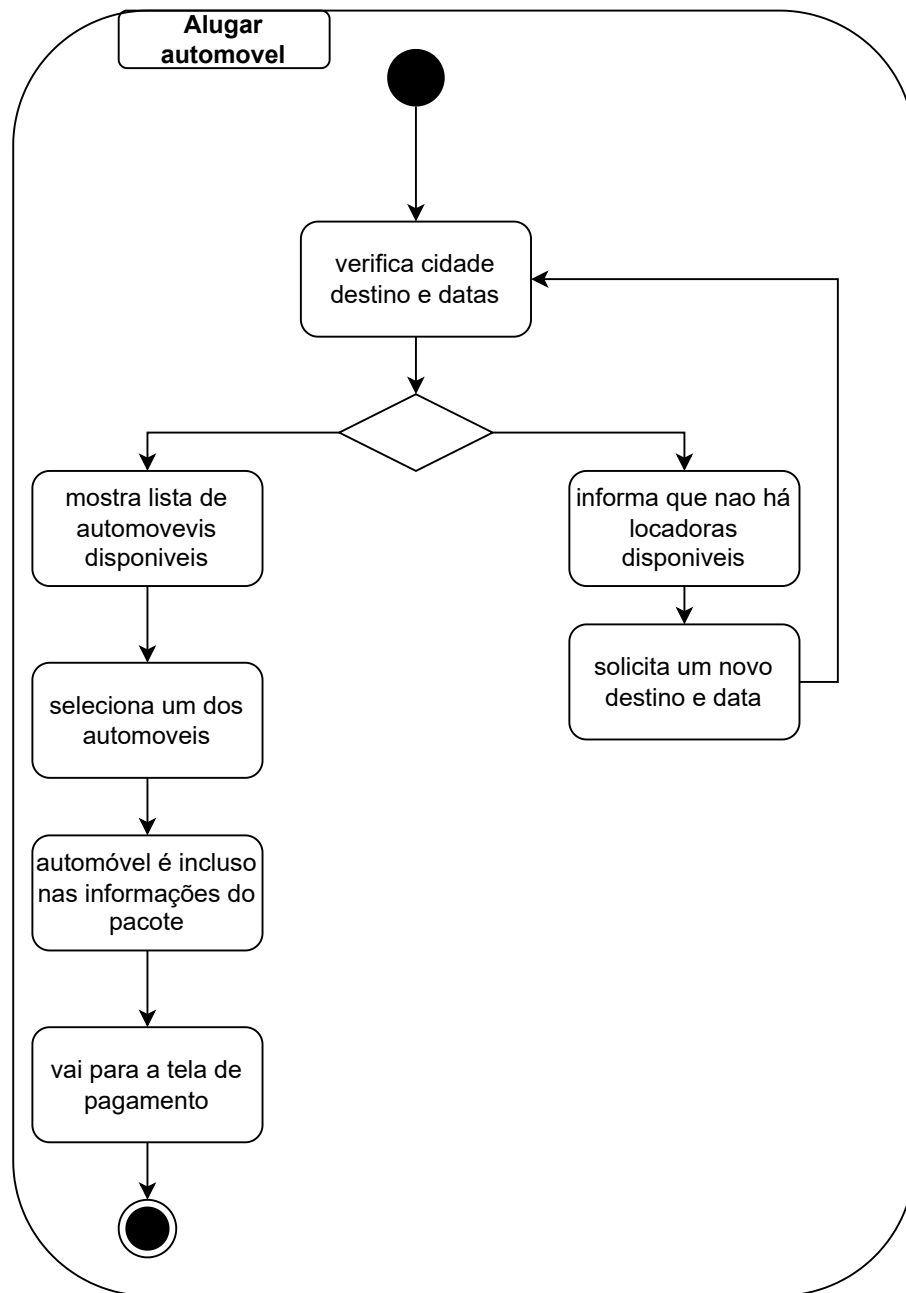 Alugar
automovel
verifica cidade
destino e datas
mostra lista de
automovevis
disponiveis
informa que nao há
locadoras
disponiveis
solicita um novo
destino e data
seleciona um dos
automoveis
automóvel é incluso
nas informações do
pacote
vai para a tela de
pagamento